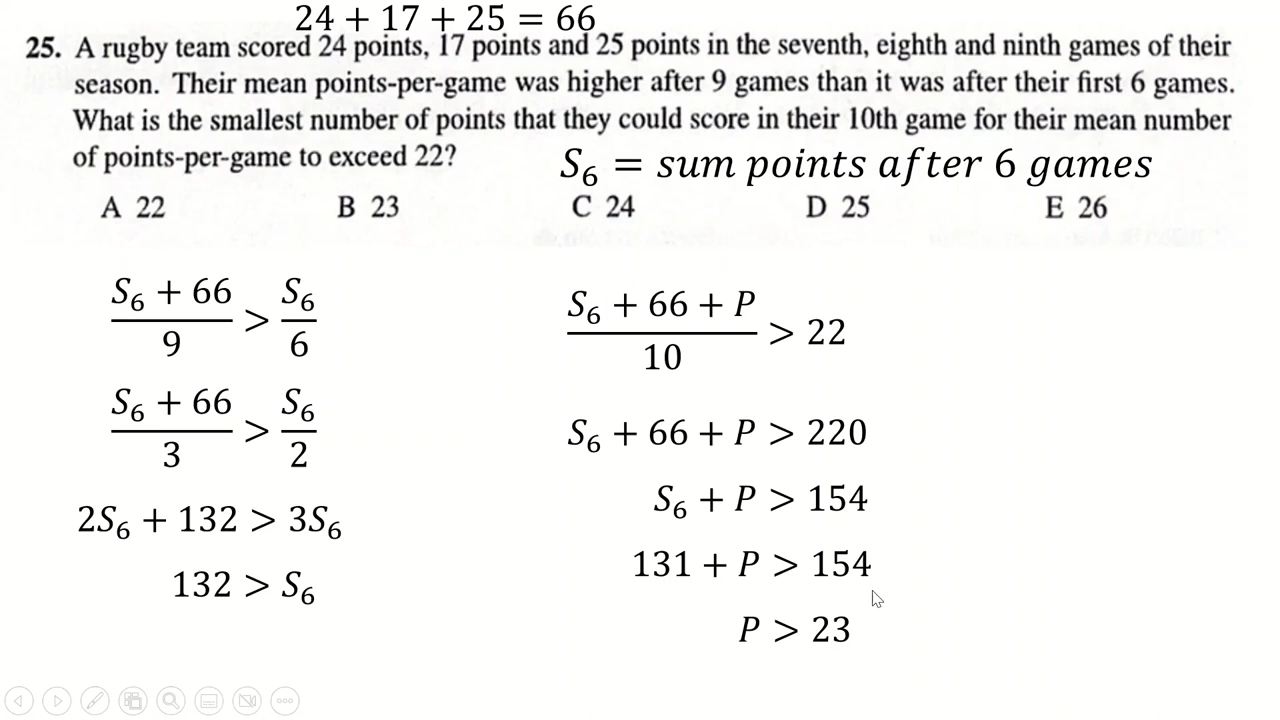 24 + 17 + 25 = 66
25. A rugby team scored 24 points, 17 points and 25 points in the seventh, eighth and ninth games of their
season. Their mean points-per-game was higher after 9 games than it was after their first 6 games.
What is the smallest number of points that they could score in their 10th game for their mean number
of points-per-game to exceed 22?
S₆ = sum points after 6 games
A 22 B 23 C 24 D 25 E 26
(S₆ + 66)/9 > S₆/6
(S₆ + 66)/3 > S₆/2
2S₆ + 132 > 3S₆
132 > S₆
(S₆ + 66 + P)/10 > 22
S₆ + 66 + P > 220
S₆ + P > 154
131 + P > 154
P > 23